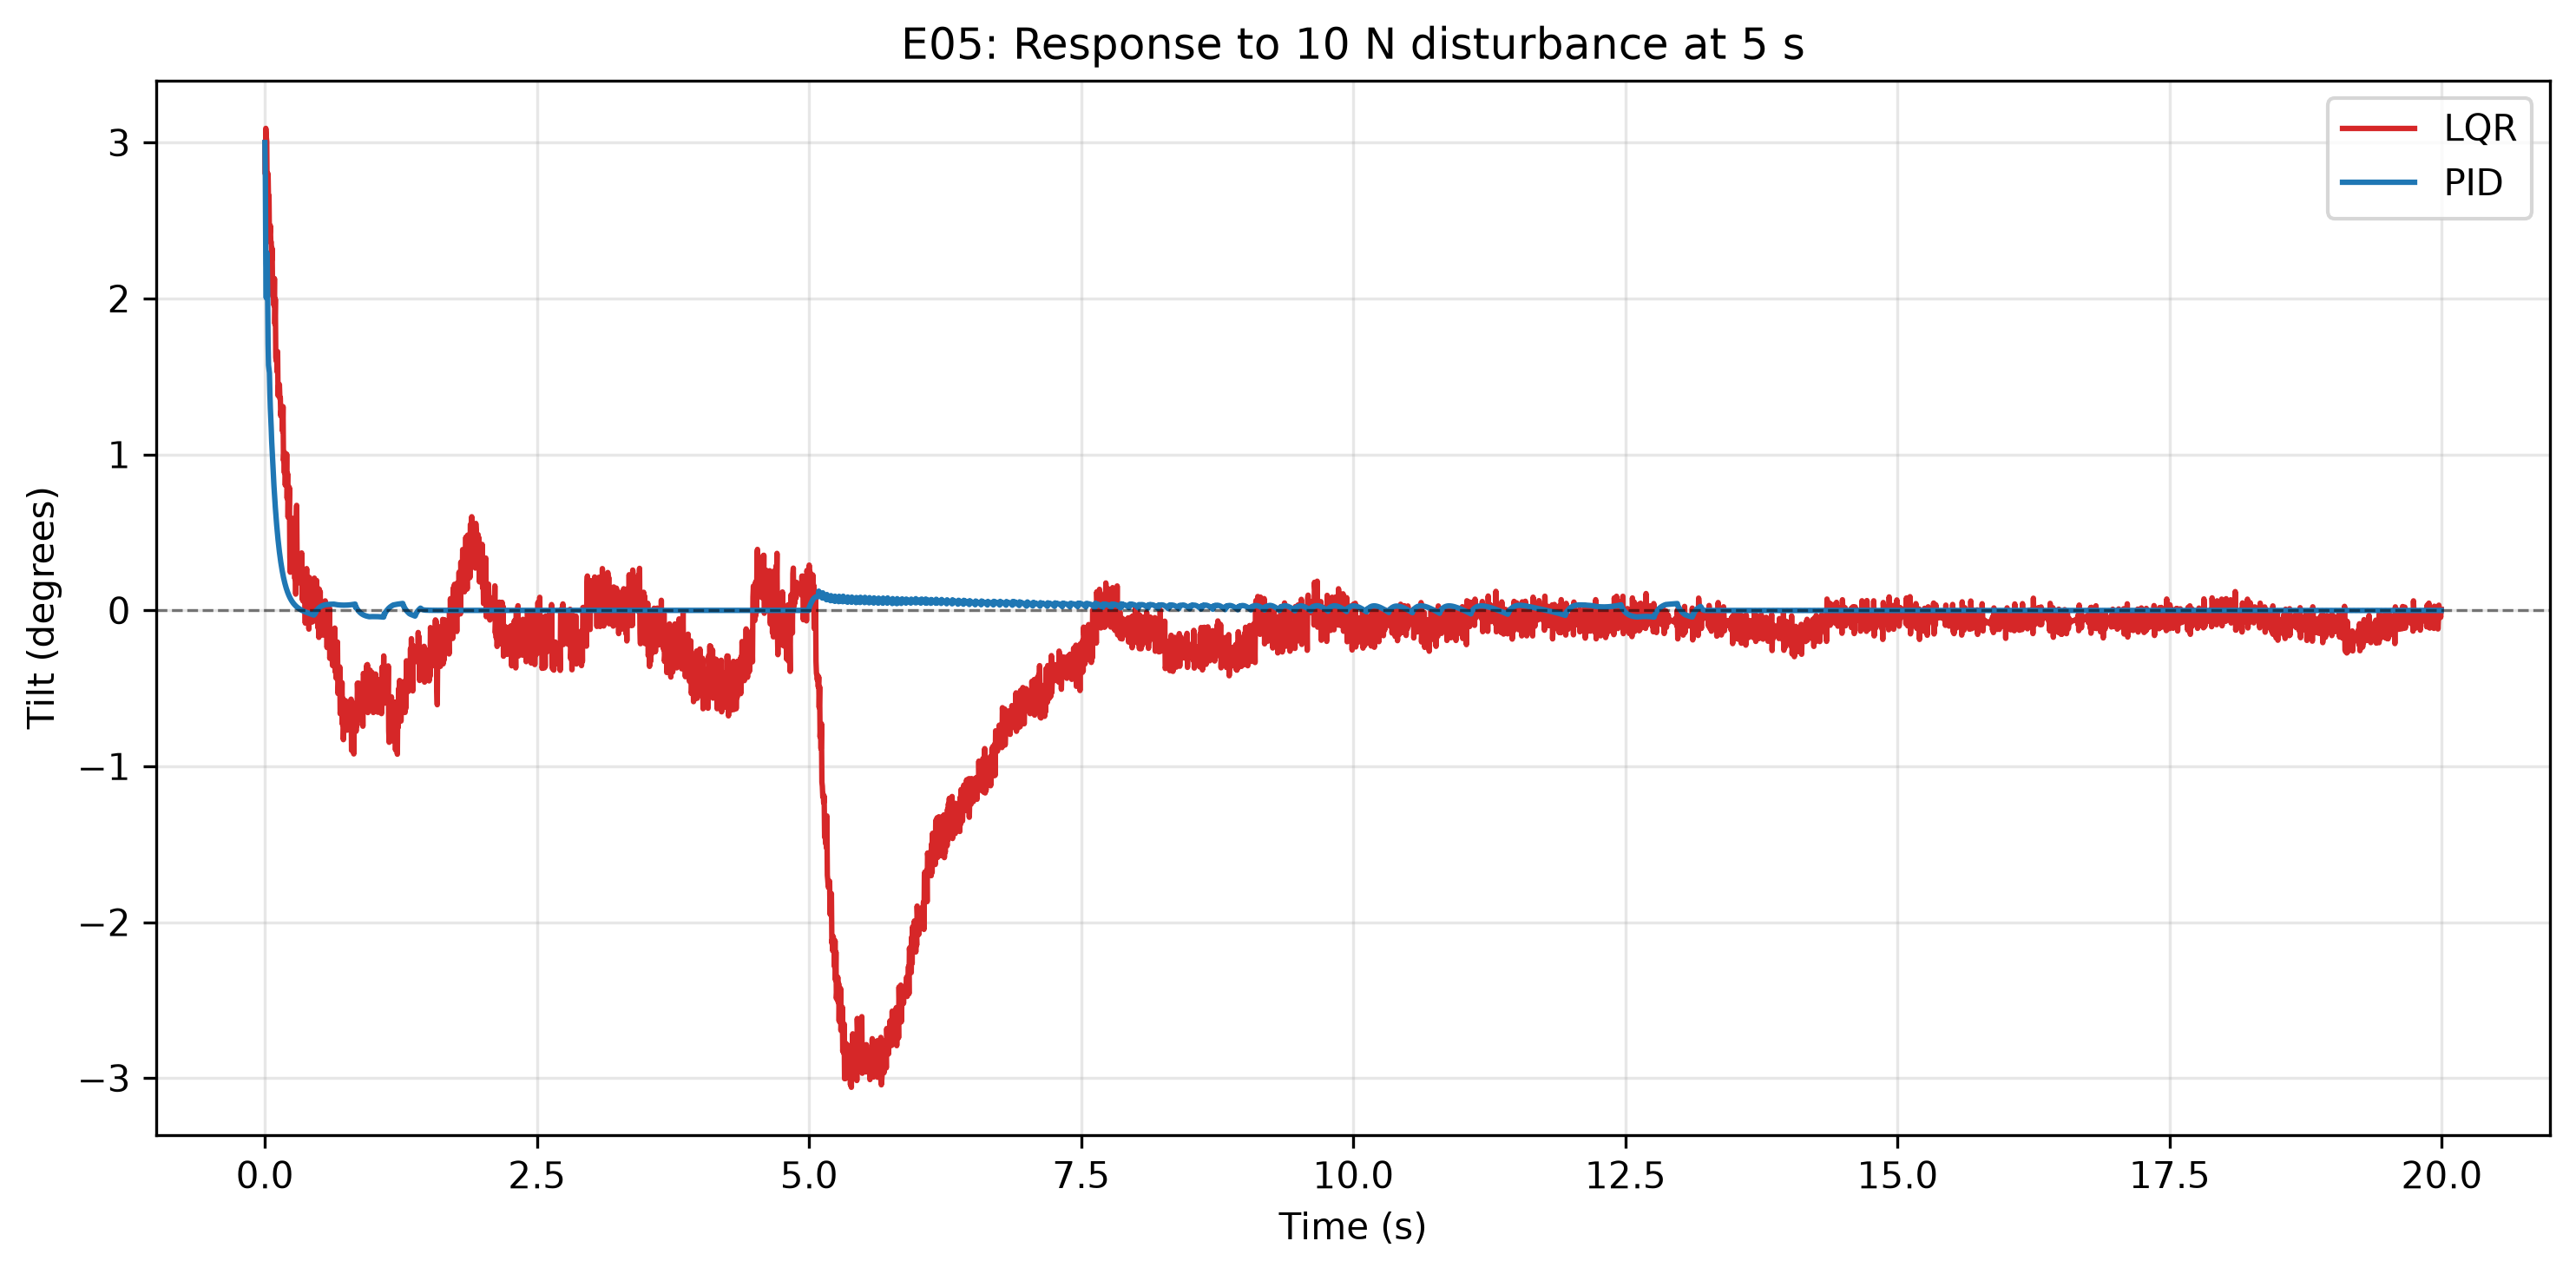 E05: Response to 10 N disturbance at 5 s
LQR
PID
Tilt (degrees)
3
2
1
0
−1
−2
−3
0.0 2.5 5.0 7.5 10.0 12.5 15.0 17.5 20.0
Time (s)